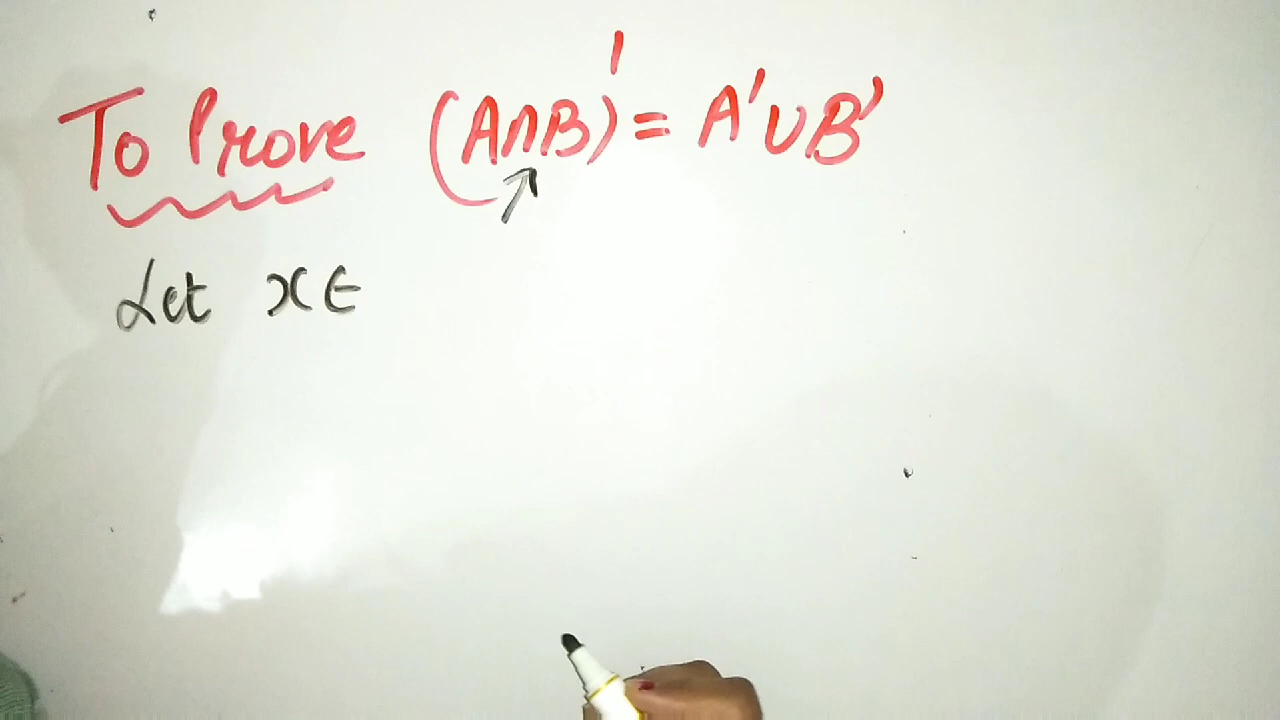 To Prove (A∩B)' = A'∪B'
Let x∈